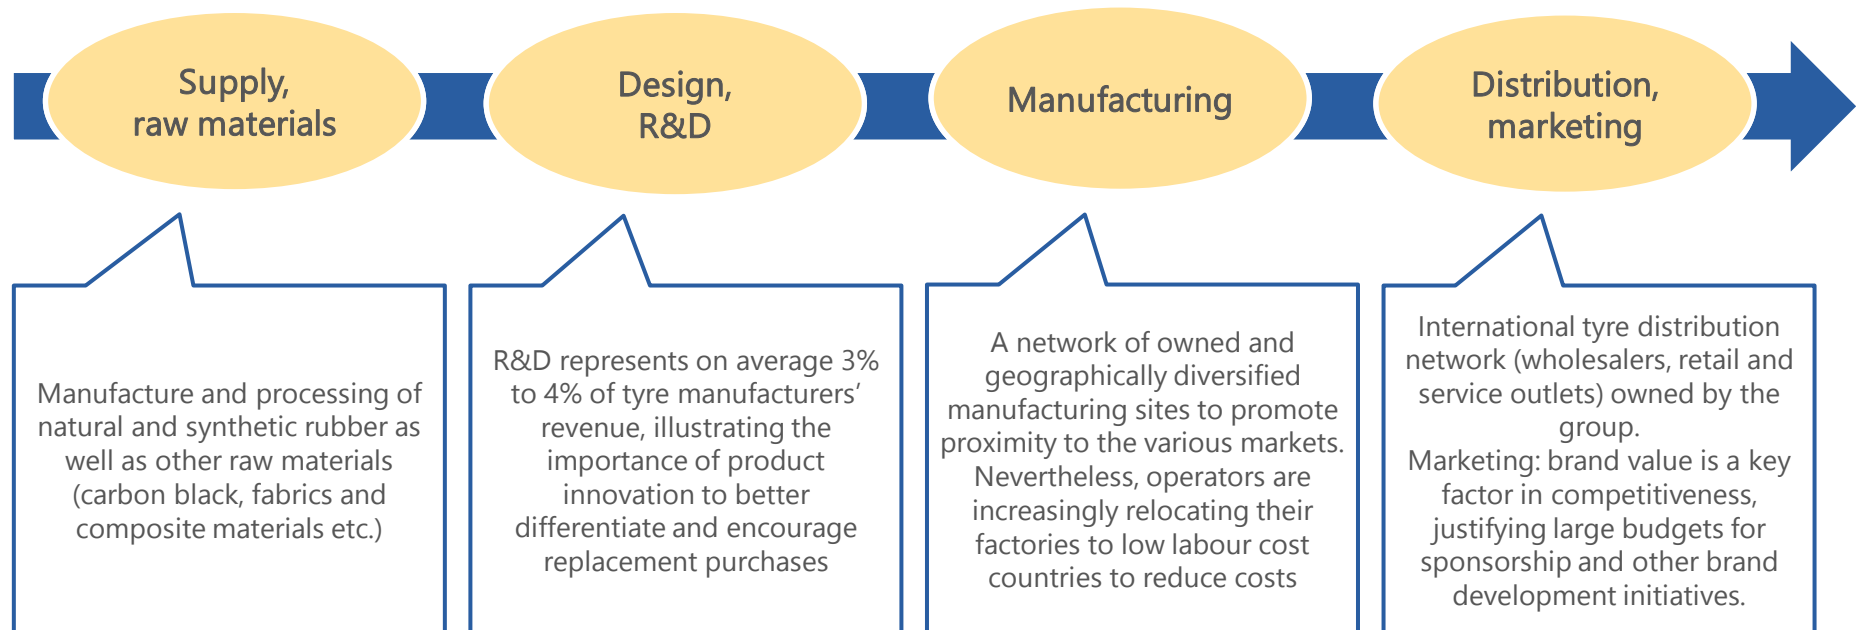 Supply,
raw materials
Design,
R&D
Manufacturing
Distribution,
marketing
Manufacture and processing of
natural and synthetic rubber as
well as other raw materials
(carbon black, fabrics and
composite materials etc.)
R&D represents on average 3%
to 4% of tyre manufacturers’
revenue, illustrating the
importance of product
innovation to better
differentiate and encourage
replacement purchases
A network of owned and
geographically diversified
manufacturing sites to promote
proximity to the various markets.
Nevertheless, operators are
increasingly relocating their
factories to low labour cost
countries to reduce costs
International tyre distribution
network (wholesalers, retail and
service outlets) owned by the
group.
Marketing: brand value is a key
factor in competitiveness,
justifying large budgets for
sponsorship and other brand
development initiatives.